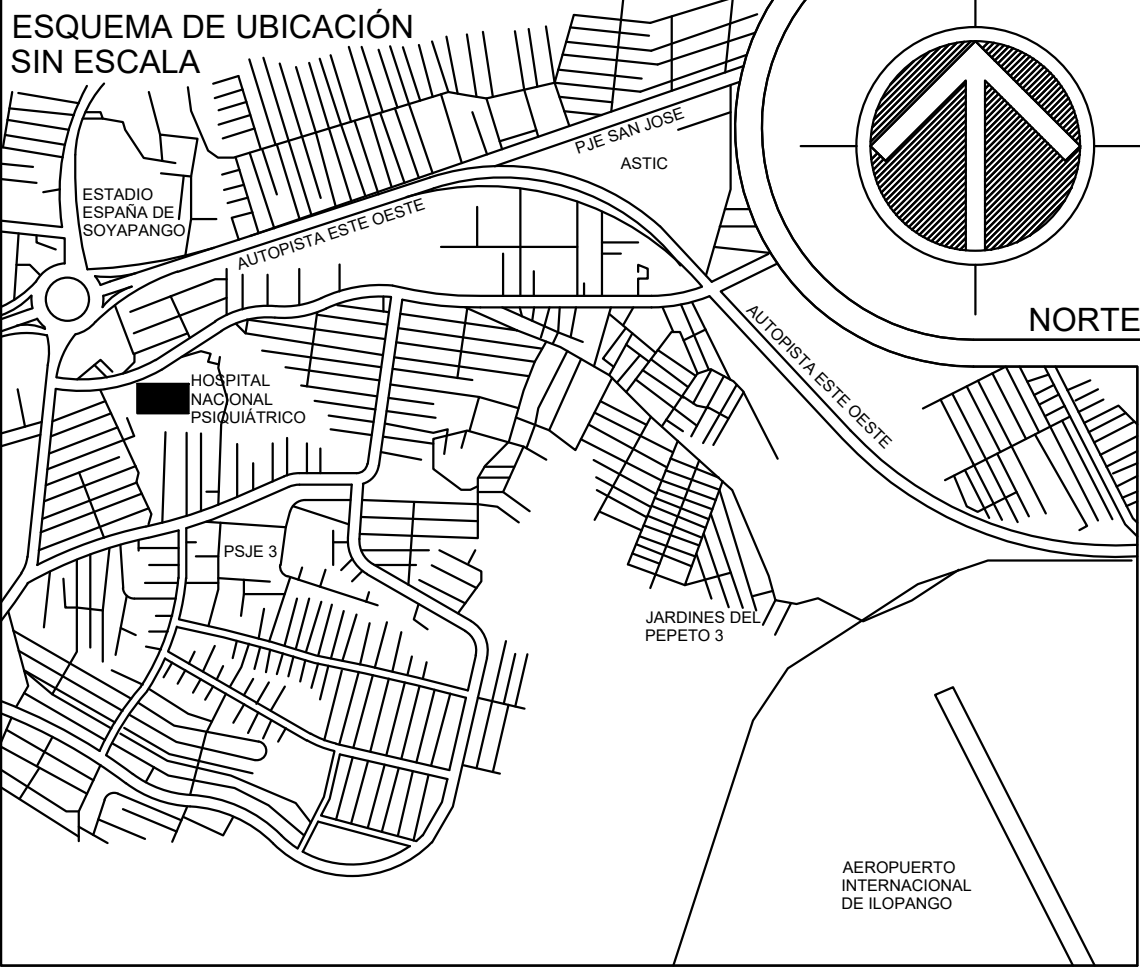 ESQUEMA DE UBICACIÓN
SIN ESCALA
PJE SAN JOSE
ASTIC
ESTADIO
ESPAÑA DE
SOYAPANGO
AUTOPISTA ESTE OESTE
NORTE
AUTOPISTA ESTE OESTE
HOSPITAL
NACIONAL
PSIQUIÁTRICO
PSJE 3
JARDINES DEL
PEPETO 3
AEROPUERTO
INTERNACIONAL
DE ILOPANGO